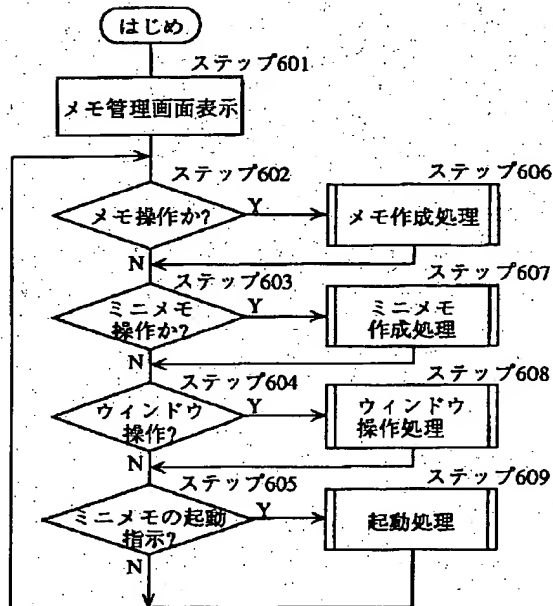 はじめ
ステップ601
メモ管理画面表示
ステップ602
メモ操作か?
Y
N
ステップ606
メモ作成処理
ステップ603
ミニメモ
操作か?
Y
N
ステップ607
ミニメモ
作成処理
ステップ604
ウィンドウ
操作?
Y
N
ステップ608
ウィンドウ
操作処理
ステップ605
ミニメモの起動
指示?
Y
N
ステップ609
起動処理